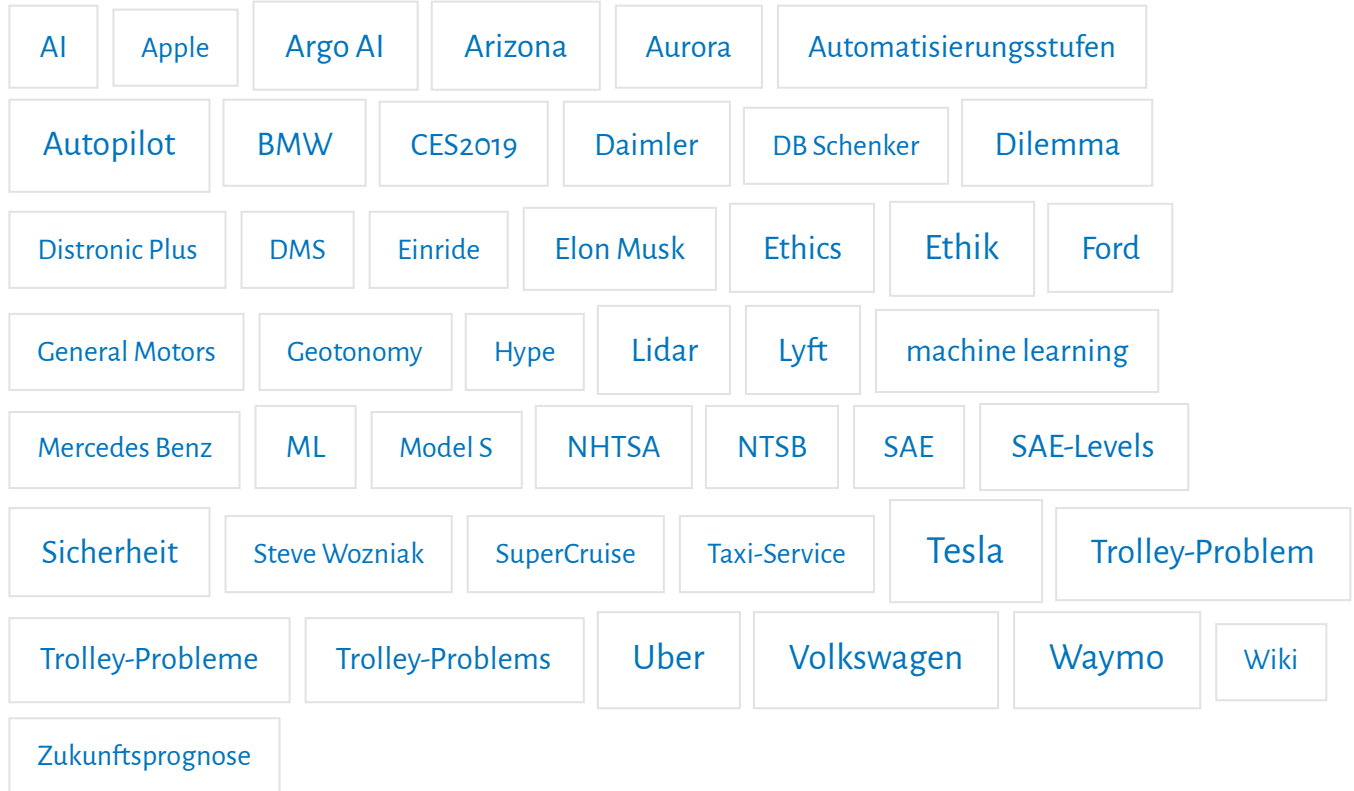 AI Apple Argo AI Arizona Aurora Automatisierungsstufen
Autopilot BMW CES2019 Daimler DB Schenker Dilemma
Distronic Plus DMS Einride Elon Musk Ethics Ethik Ford
General Motors Geotonomy Hype Lidar Lyft machine learning
Mercedes Benz ML Model S NHTSA NTSB SAE SAE-Levels
Sicherheit Steve Wozniak SuperCruise Taxi-Service Tesla Trolley-Problem
Trolley-Probleme Trolley-Problems Uber Volkswagen Waymo Wiki
Zukunftsprognose